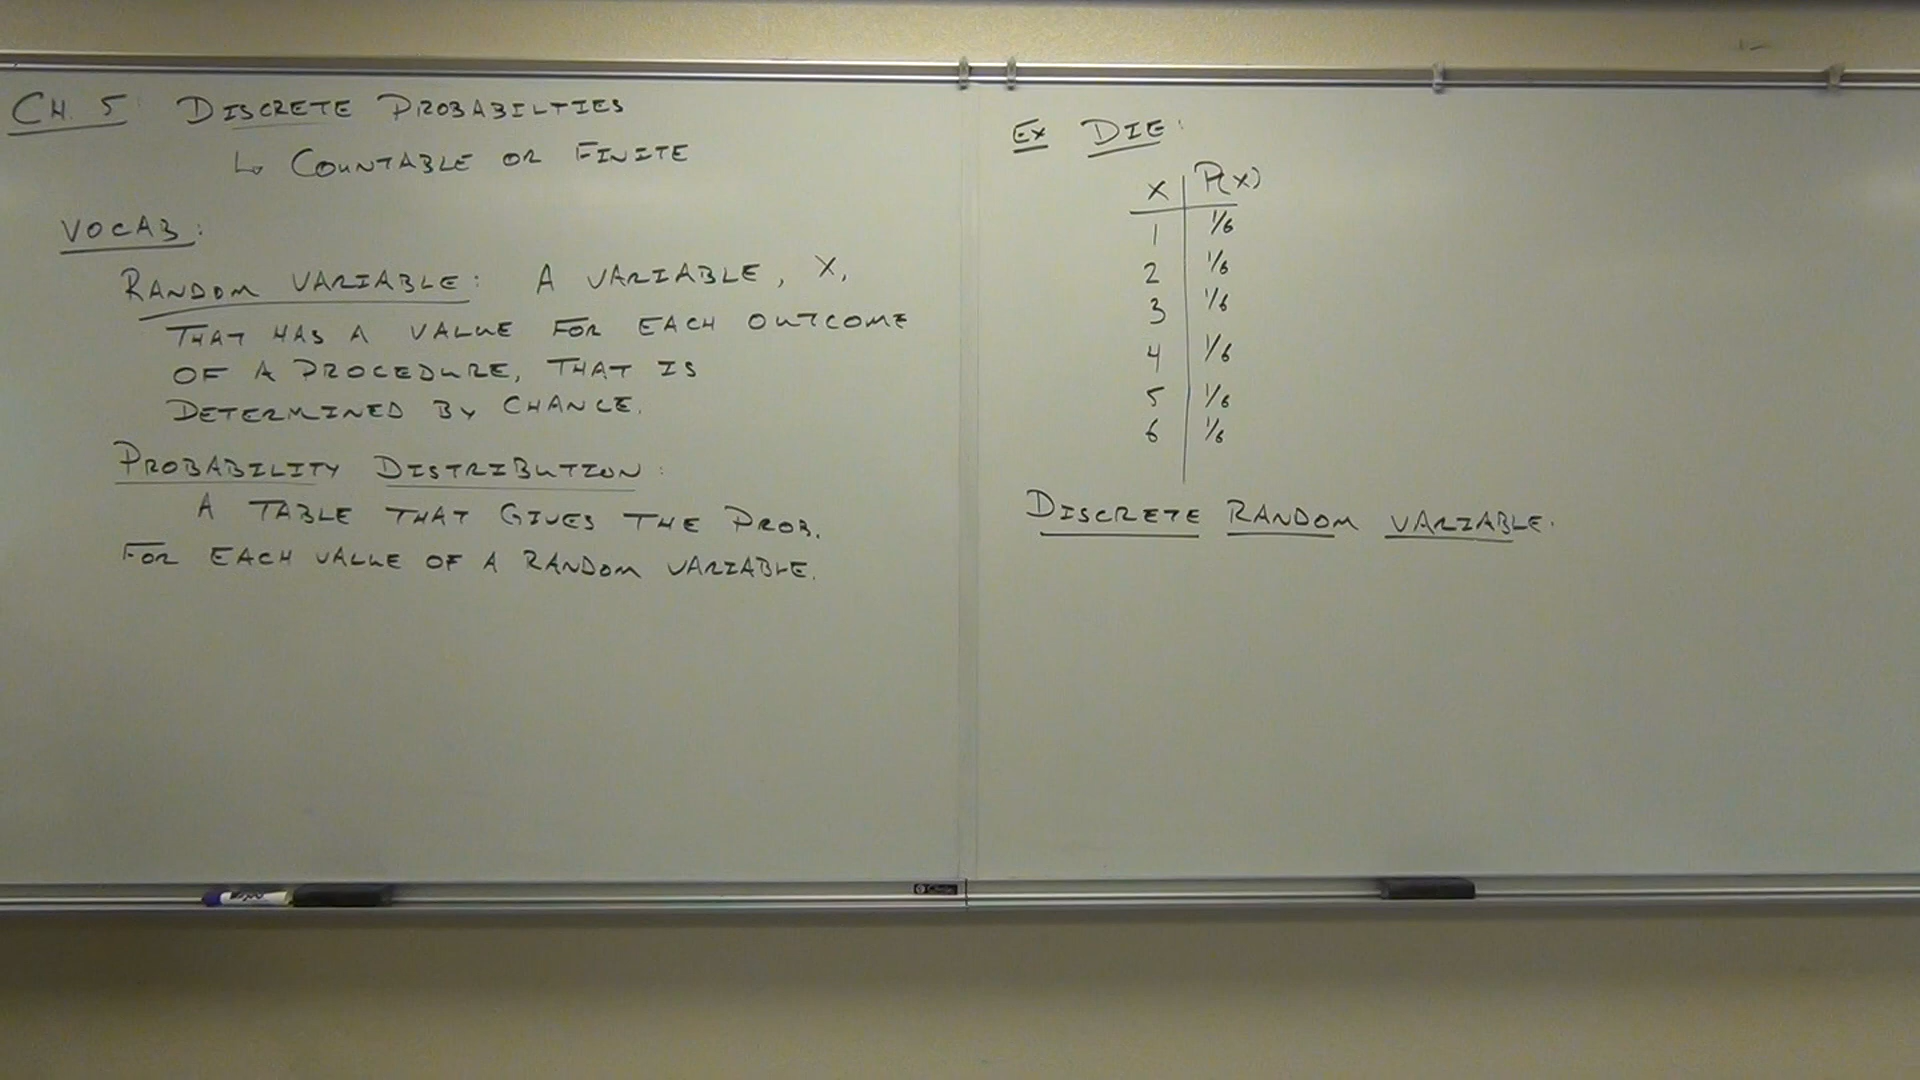 CH. 5: DISCRETE PROBABILTIES
↳ COUNTABLE OR FINITE
VOCAB:
RANDOM VARIABLE: A VARIABLE, X,
THAT HAS A VALUE FOR EACH OUTCOME
OF A PROCEDURE, THAT IS
DETERMINED BY CHANCE.
PROBABILITY DISTRIBUTION:
A TABLE THAT GIVES THE PROB.
FOR EACH VALUE OF A RANDOM VARIABLE.
EX DIE:
X P(X)
1 1/6
2 1/6
3 1/6
4 1/6
5 1/6
6 1/6
DISCRETE RANDOM VARIABLE.